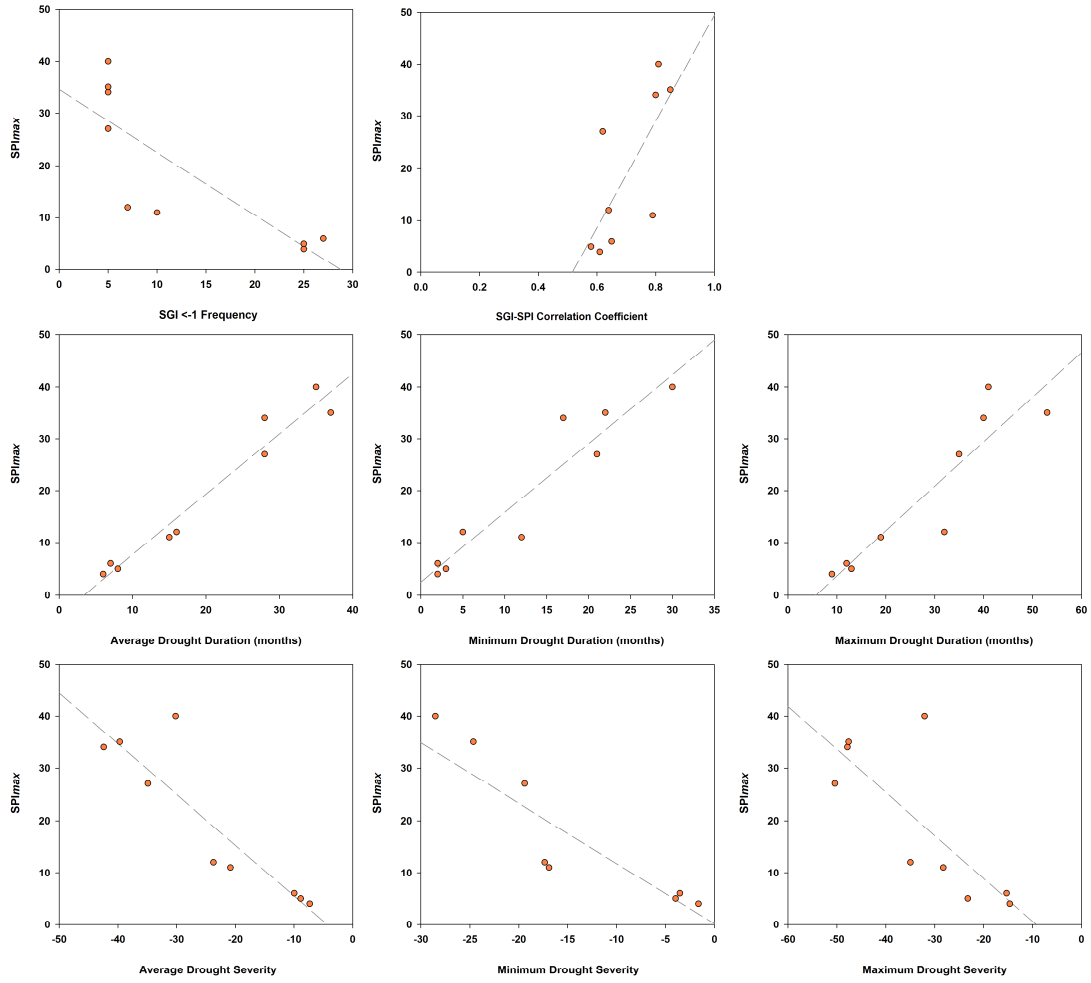 50
40
30
20
10
0
SPImax
0 5 10 15 20 25 30
SGI <-1 Frequency
50
40
30
20
10
0
SPImax
0.0 0.2 0.4 0.6 0.8 1.0
SGI-SPI Correlation Coefficient
50
40
30
20
10
0
SPImax
0 10 20 30 40
Average Drought Duration (months)
50
40
30
20
10
0
SPImax
0 5 10 15 20 25 30 35
Minimum Drought Duration (months)
50
40
30
20
10
0
SPImax
0 10 20 30 40 50 60
Maximum Drought Duration (months)
50
40
30
20
10
0
SPImax
-50 -40 -30 -20 -10 0
Average Drought Severity
50
40
30
20
10
0
SPImax
-30 -25 -20 -15 -10 -5 0
Minimum Drought Severity
50
40
30
20
10
0
SPImax
-60 -50 -40 -30 -20 -10 0
Maximum Drought Severity